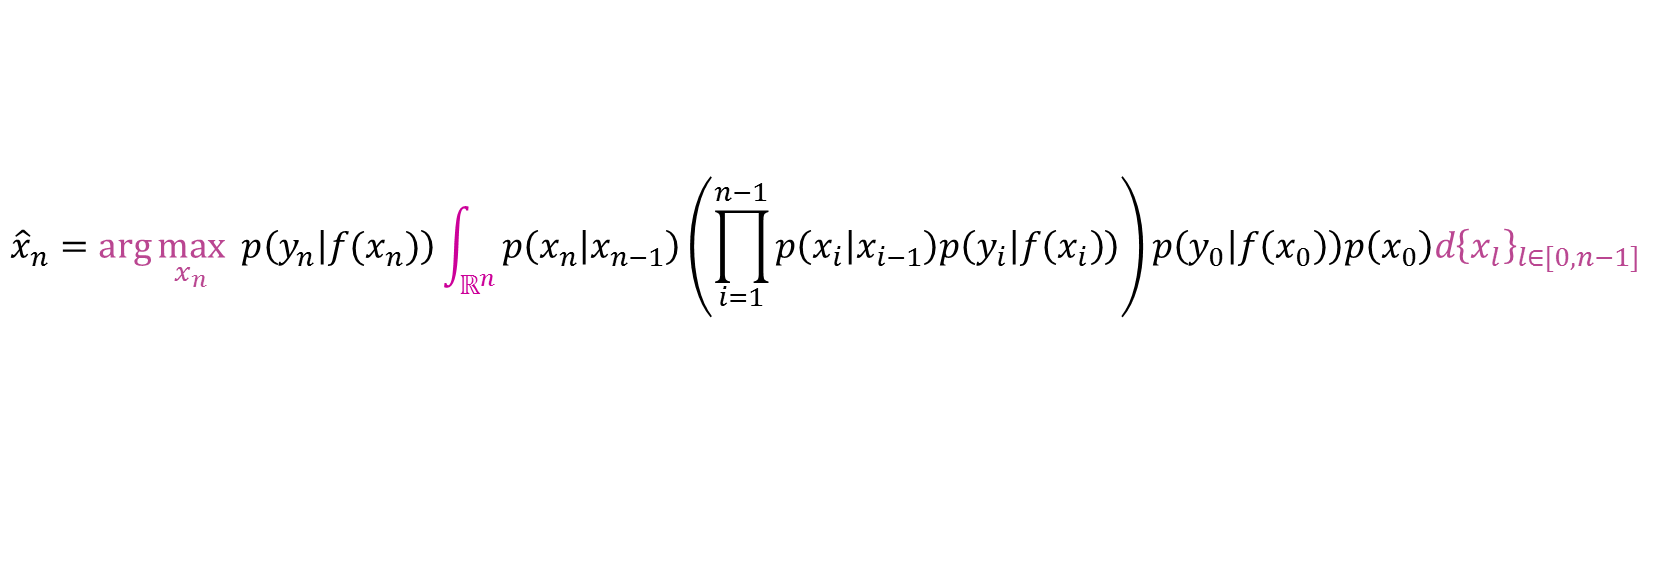 x̂ₙ = arg max_{xₙ} p(yₙ|f(xₙ)) ∫_{ℝⁿ} p(xₙ|xₙ₋₁) (∏_{i=1}^{n−1} p(xᵢ|xᵢ₋₁)p(yᵢ|f(xᵢ))) p(y₀|f(x₀))p(x₀)d{x_l}_{l∈[0,n−1]}